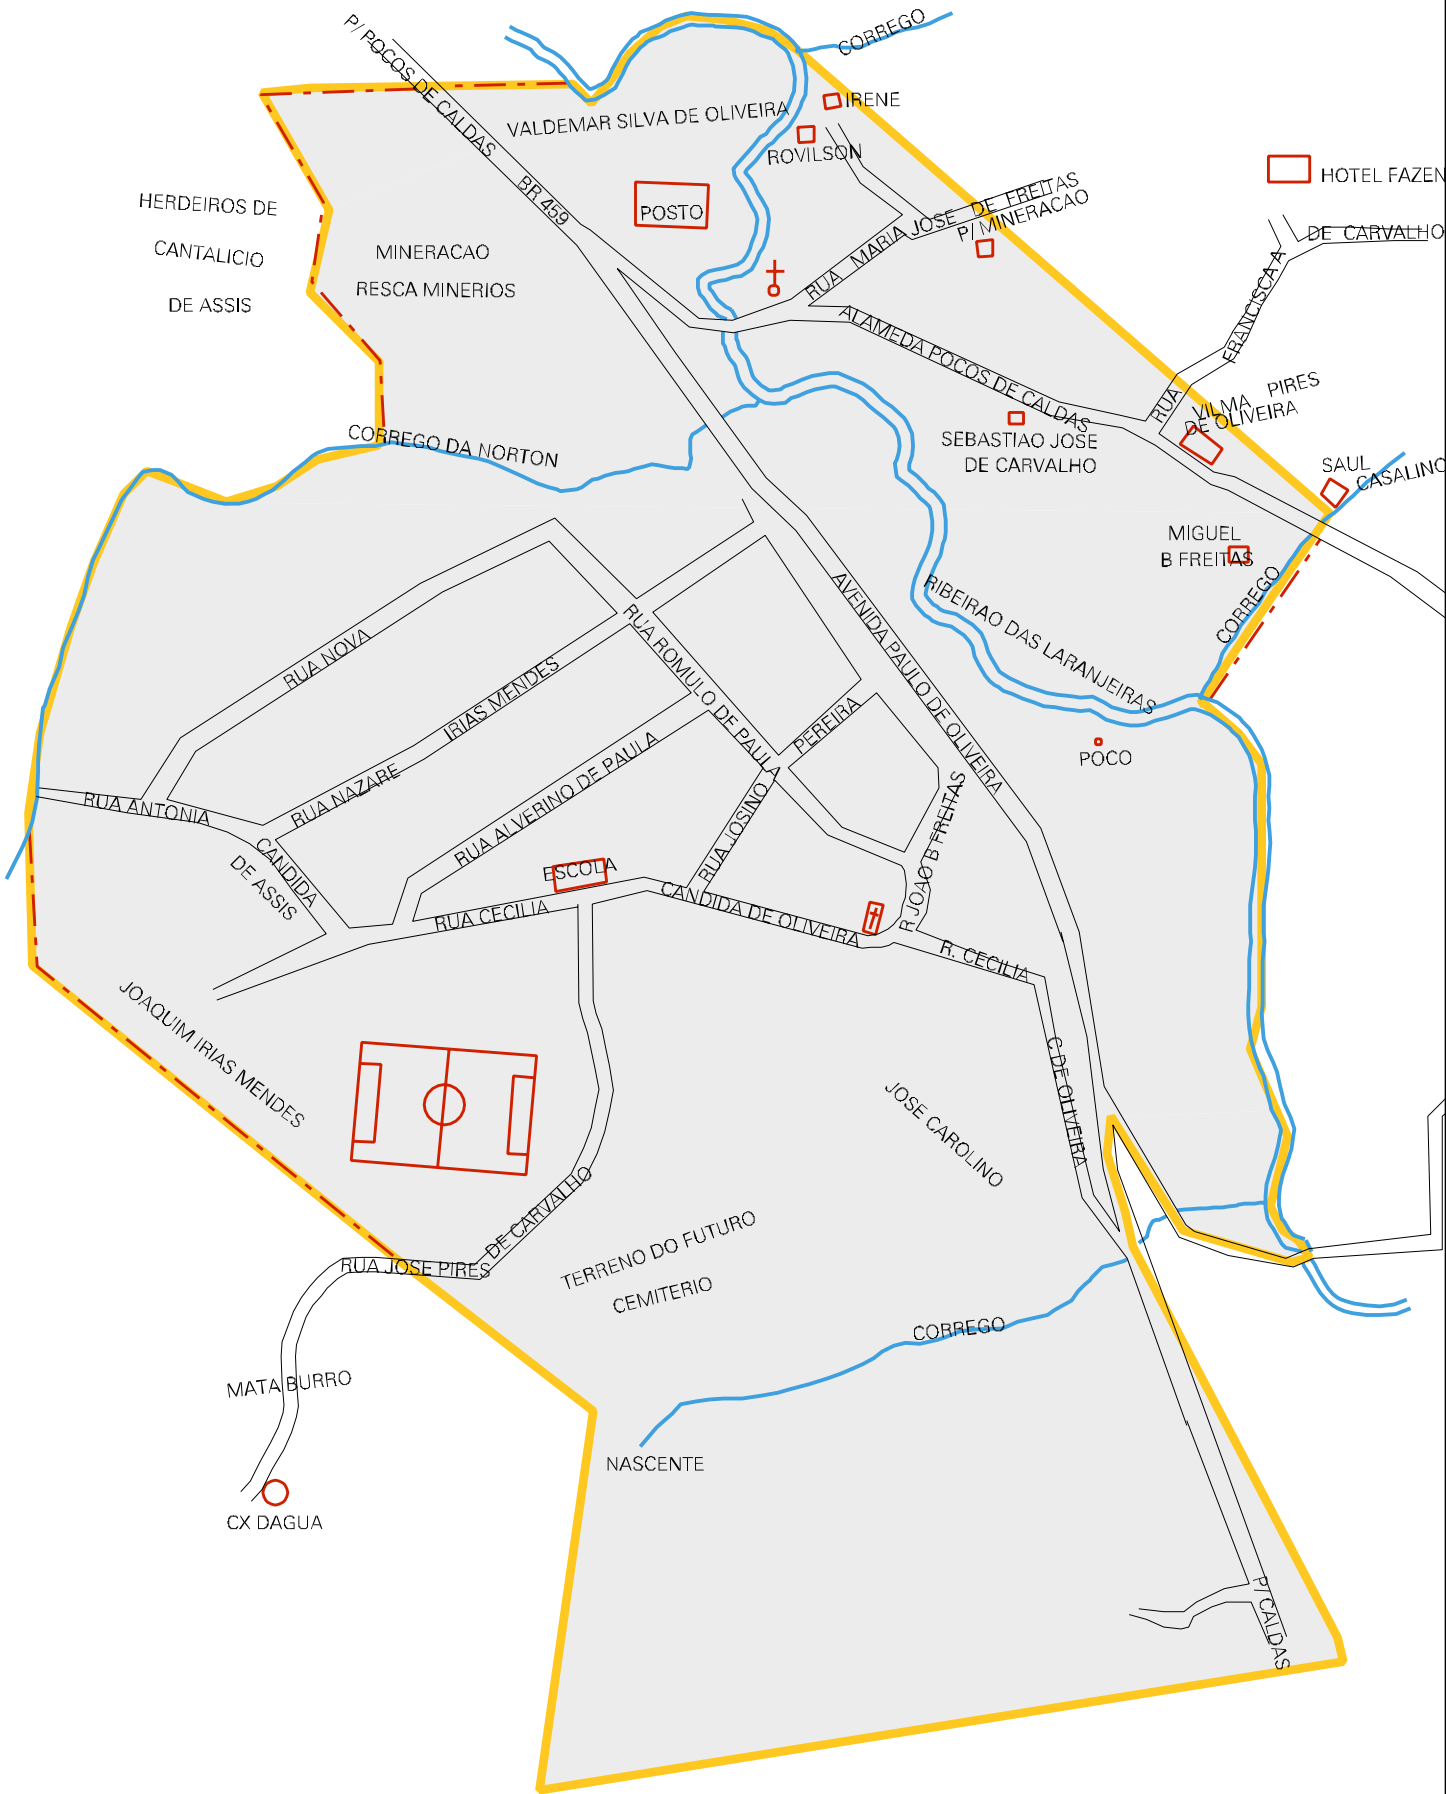 P/ POCOS DE CALDAS
CORREGO
IRENE
VALDEMAR SILVA DE OLIVEIRA
ROVILSON
HOTEL FAZEN
BR 459
POSTO
RUA MARIA JOSE DE FREITAS
P/ MINERACAO
HERDEIROS DE
CANTALICIO
DE ASSIS
MINERACAO
RESCA MINERIOS
RUA FRANCISCA A
DE CARVALHO
ALAMEDA POCOS DE CALDAS
VILMA PIRES
DE OLIVEIRA
SEBASTIAO JOSE
DE CARVALHO
CORREGO DA NORTON
SAUL
CASALINO
MIGUEL
B FREITAS
CORREGO
RIBEIRAO DAS LARANJEIRAS
AVENIDA PAULO DE OLIVEIRA
RUA ROMULO DE PAULA
RUA NOVA
RUA NAZARE IRIAS MENDES
RUA ALVERINO DE PAULA
RUA JOSINO PEREIRA
POCO
RUA ANTONIA
CANDIDA
DE ASSIS
R JOAO B FREITAS
ESCOLA
RUA CECILIA
CANDIDA DE OLIVEIRA
R. CECILIA
C DE OLIVEIRA
JOAQUIM IRIAS MENDES
JOSE CAROLINO
RUA JOSE PIRES
DE CARVALHO
TERRENO DO FUTURO
CEMITERIO
CORREGO
MATA BURRO
NASCENTE
CX DAGUA
P/ CALDAS